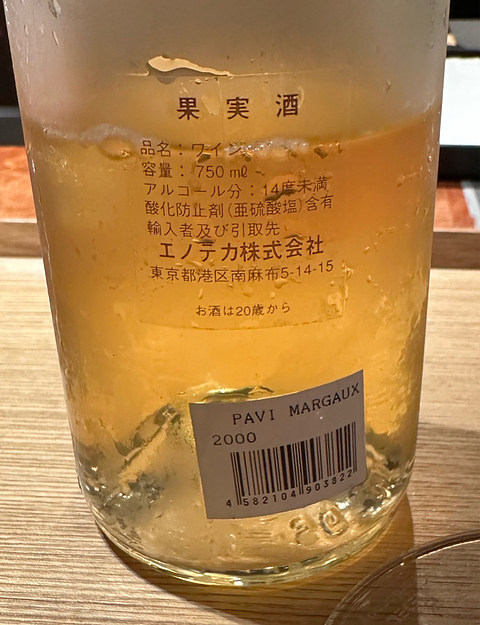 果実酒
品名：ワイン
容量：750㎖
アルコール分：14度未満
酸化防止剤(亜硫酸塩)含有
輸入者及び引取先
エノテカ株式会社
東京都港区南麻布5-14-15
お酒は20歳から
PAVI MARGAUX
2000
4 582104 903822